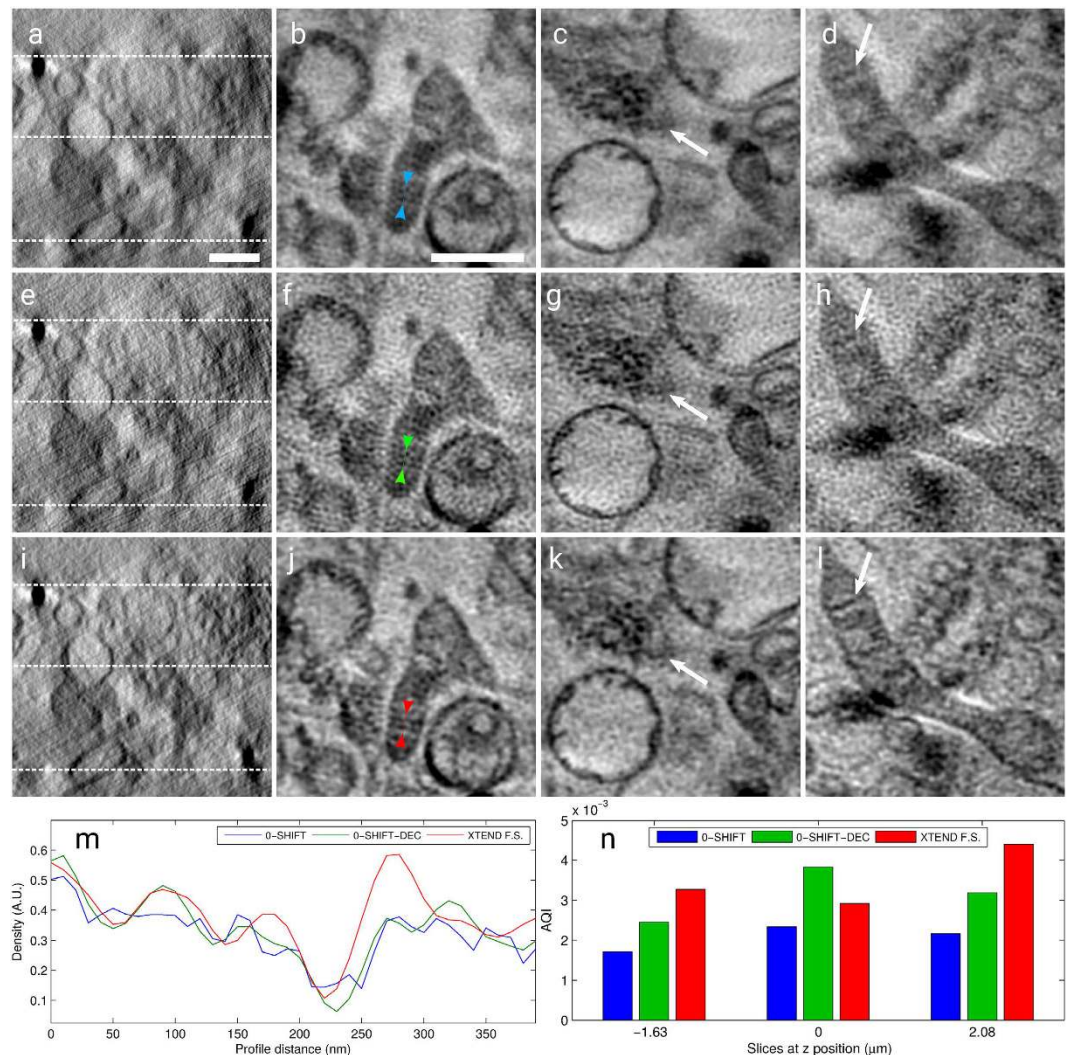 a b c d
e f g h
i j k l
m
0-SHIFT 0-SHIFT-DEC XTEND F.S.
Density (A.U.)
0.6
0.5
0.4
0.3
0.2
0.1
0 50 100 150 200 250 300 350
Profile distance (nm)
n
x 10⁻³
0-SHIFT 0-SHIFT-DEC XTEND F.S.
AQI
5
4
3
2
1
0
−1.63 0 2.08
Slices at z position (μm)